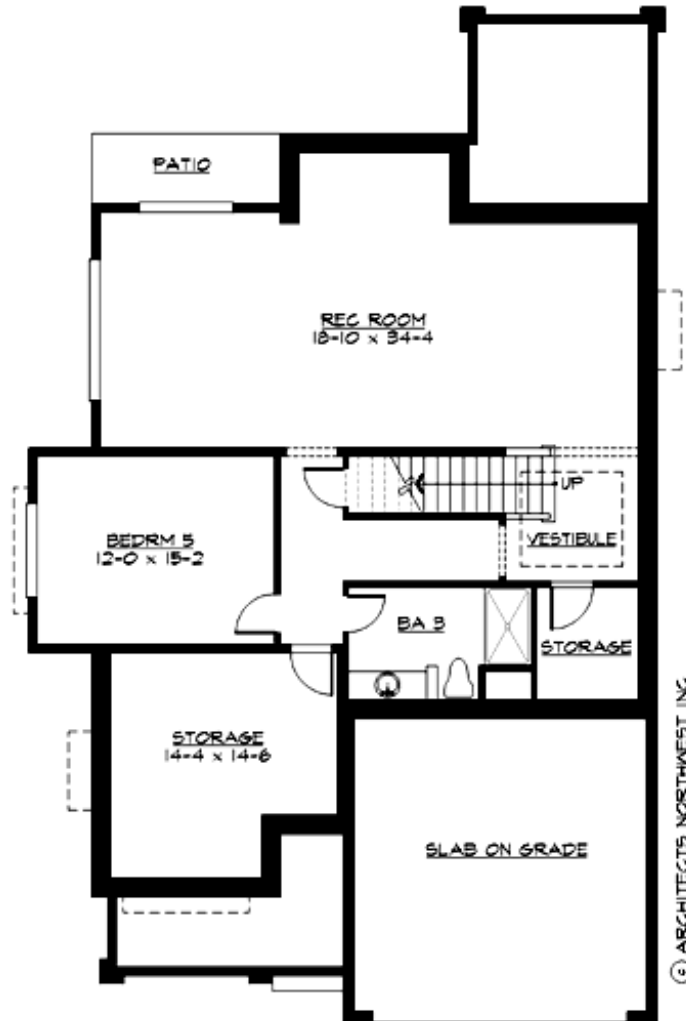 PATIO
REC ROOM
18-10 x 34-4
UP
BEDRM 5
12-0 x 15-2
VESTIBULE
BA 3
STORAGE
STORAGE
14-4 x 14-6
SLAB ON GRADE
© ARCHITECTS NORTHWEST INC